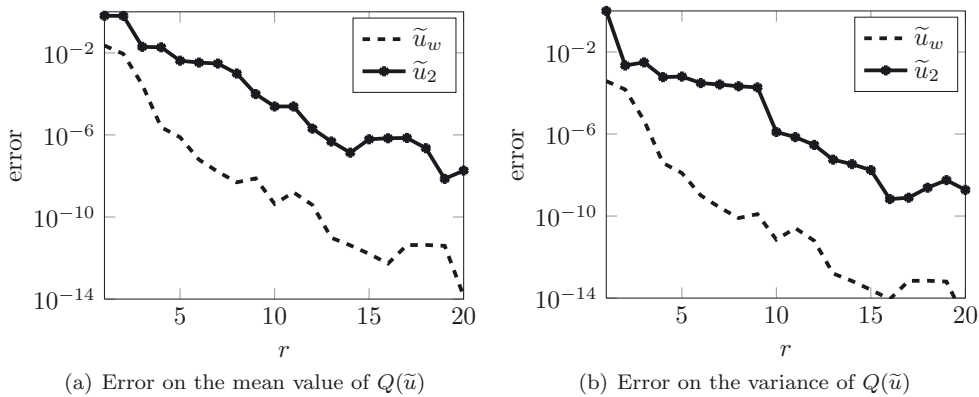 10⁻²
10⁻⁶
10⁻¹⁰
10⁻¹⁴
error
5
10
15
20
r
ũ_w
ũ_2
(a) Error on the mean value of Q(ũ)
10⁻²
10⁻⁶
10⁻¹⁰
10⁻¹⁴
error
5
10
15
20
r
ũ_w
ũ_2
(b) Error on the variance of Q(ũ)